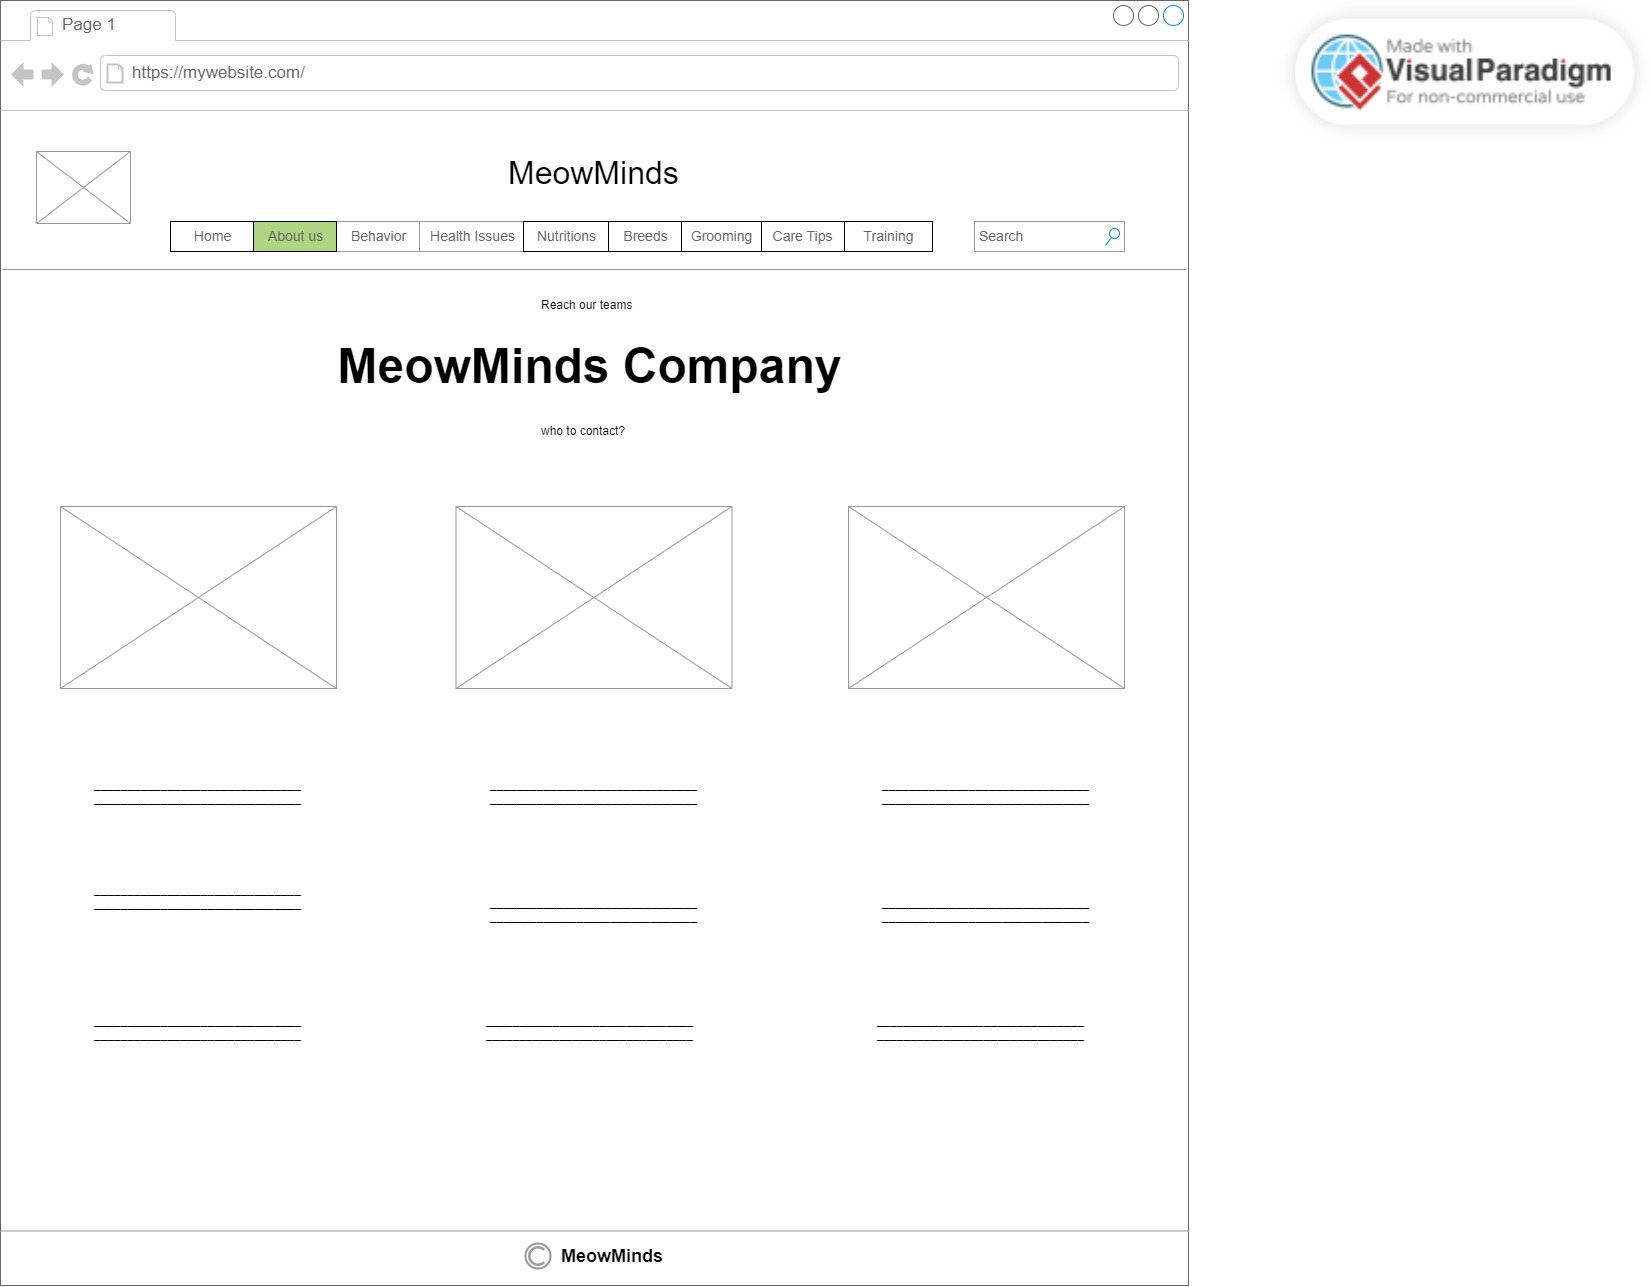 Page 1
https://mywebsite.com/
Made with
Visual Paradigm
For non-commercial use
MeowMinds
Home About us Behavior Health Issues Nutritions Breeds Grooming Care Tips Training Search
Reach our teams
MeowMinds Company
who to contact?
© MeowMinds